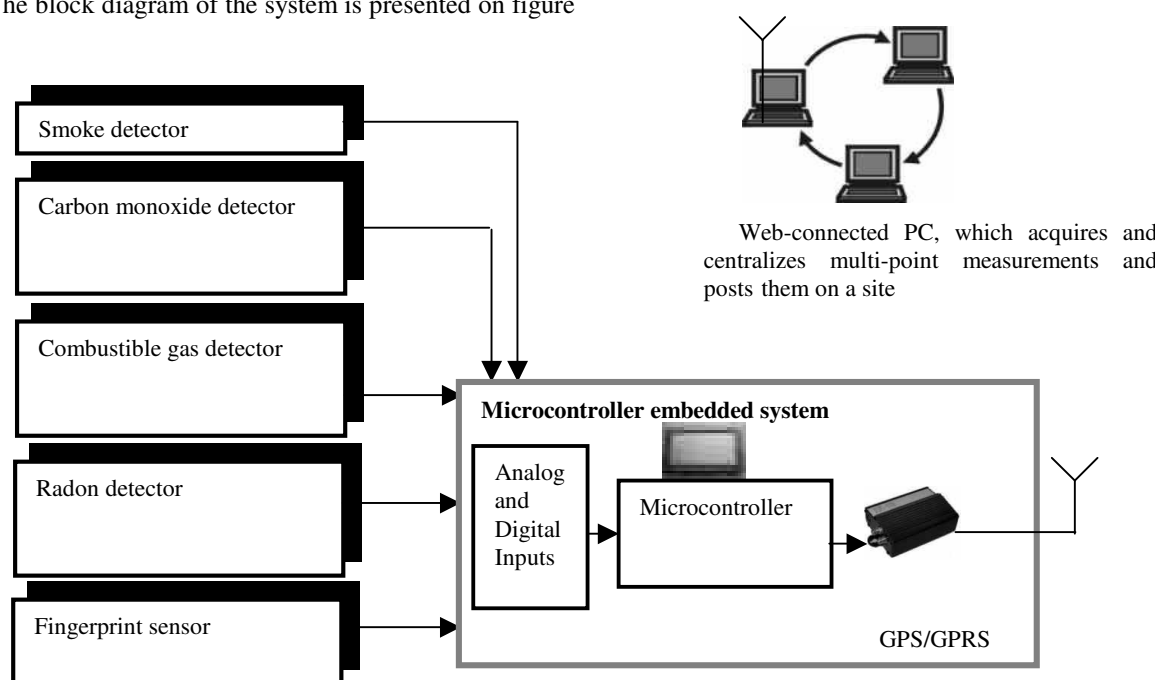 The block diagram of the system is presented on figure
Smoke detector
Carbon monoxide detector
Combustible gas detector
Radon detector
Fingerprint sensor
Web-connected PC, which acquires and
centralizes multi-point measurements and
posts them on a site
Microcontroller embedded system
Analog
and
Digital
Inputs
Microcontroller
GPS/GPRS